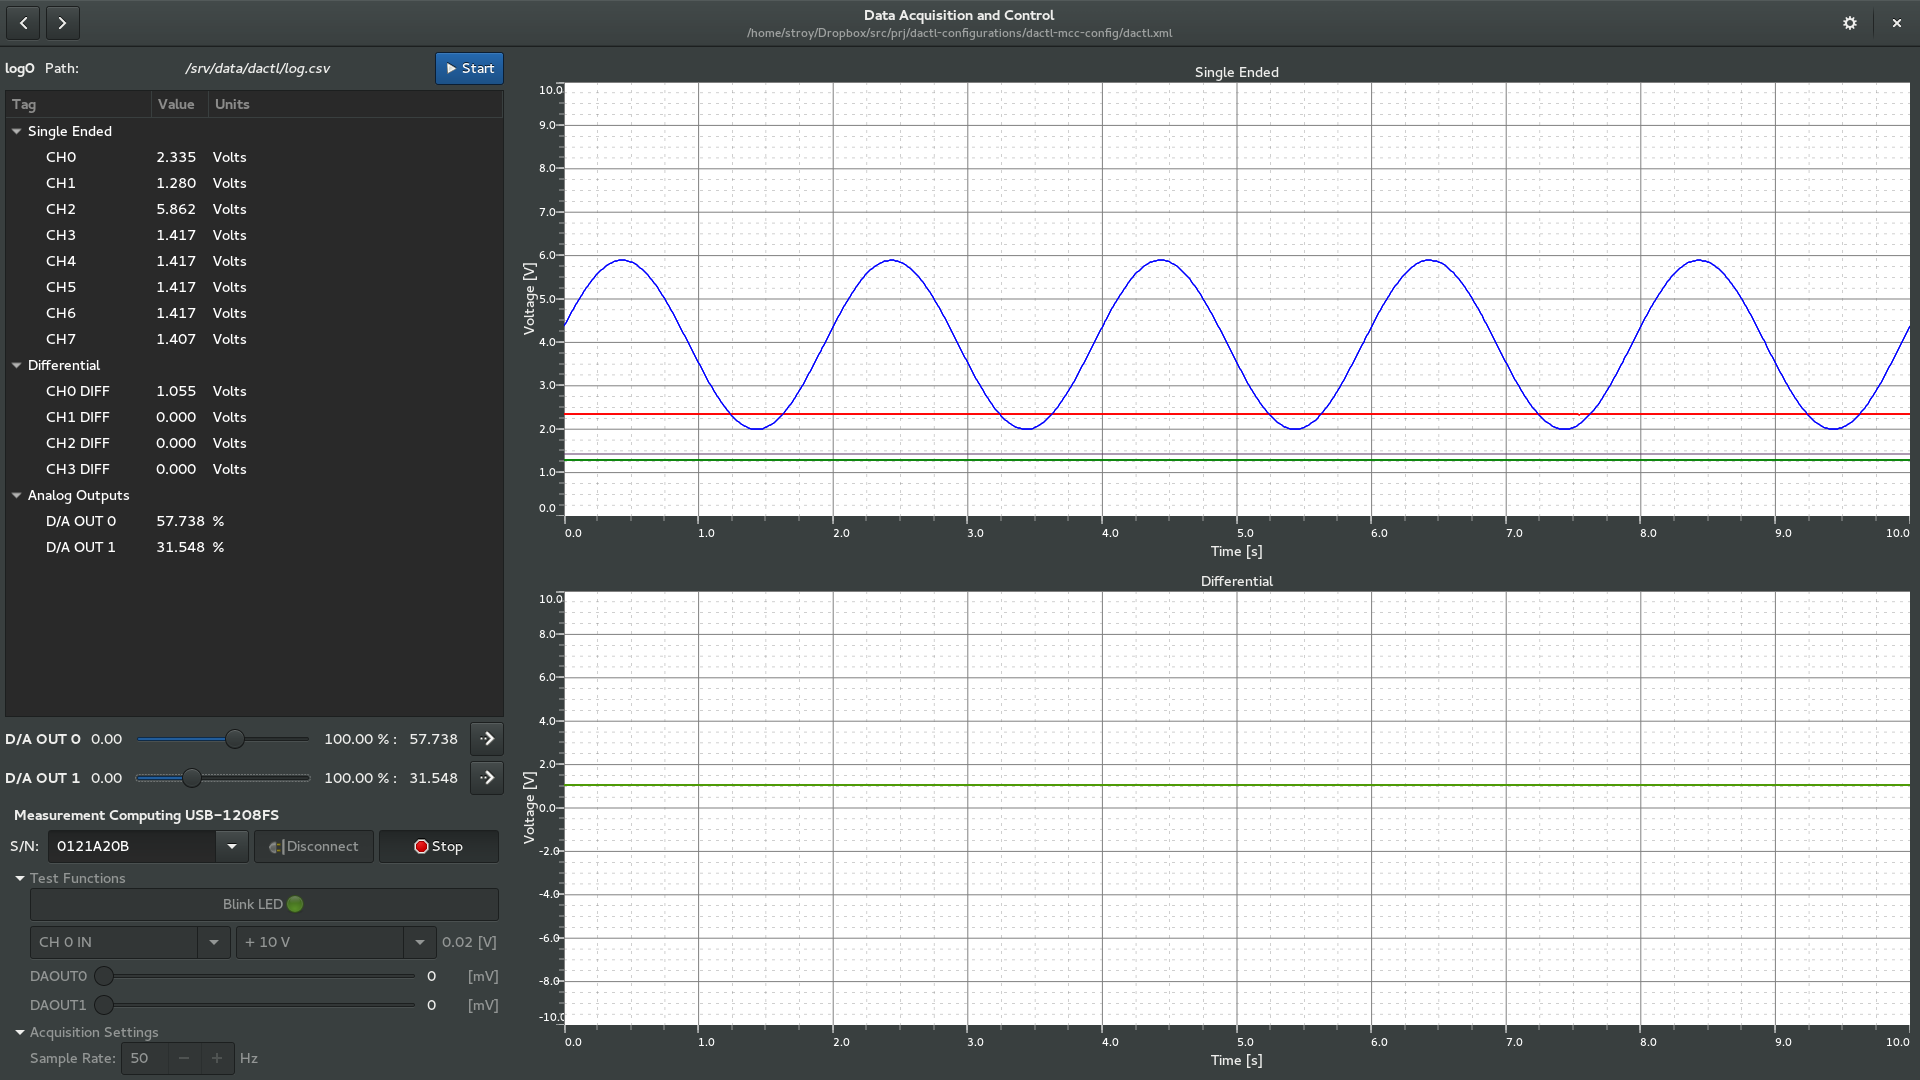 Data Acquisition and Control
/home/stroy/Dropbox/src/prj/dactl-configurations/dactl-mcc-config/dactl.xml
log0 Path: /srv/data/dactl/log.csv Start
Tag Value Units
Single Ended
CH0 2.335 Volts
CH1 1.280 Volts
CH2 5.862 Volts
CH3 1.417 Volts
CH4 1.417 Volts
CH5 1.417 Volts
CH6 1.417 Volts
CH7 1.407 Volts
Differential
CH0 DIFF 1.055 Volts
CH1 DIFF 0.000 Volts
CH2 DIFF 0.000 Volts
CH3 DIFF 0.000 Volts
Analog Outputs
D/A OUT 0 57.738 %
D/A OUT 1 31.548 %
D/A OUT 0 0.00 100.00 % : 57.738
D/A OUT 1 0.00 100.00 % : 31.548
Measurement Computing USB-1208FS
S/N: 0121A20B Disconnect Stop
Test Functions
Blink LED
CH 0 IN + 10 V 0.02 [V]
DAOUT0 0 [mV]
DAOUT1 0 [mV]
Acquisition Settings
Sample Rate: 50 Hz
Single Ended
Voltage [V]
10.0
9.0
8.0
7.0
6.0
5.0
4.0
3.0
2.0
1.0
0.0
0.0 1.0 2.0 3.0 4.0 5.0 6.0 7.0 8.0 9.0 10.0
Time [s]
Differential
Voltage [V]
10.0
8.0
6.0
4.0
2.0
0.0
-2.0
-4.0
-6.0
-8.0
-10.0
0.0 1.0 2.0 3.0 4.0 5.0 6.0 7.0 8.0 9.0 10.0
Time [s]